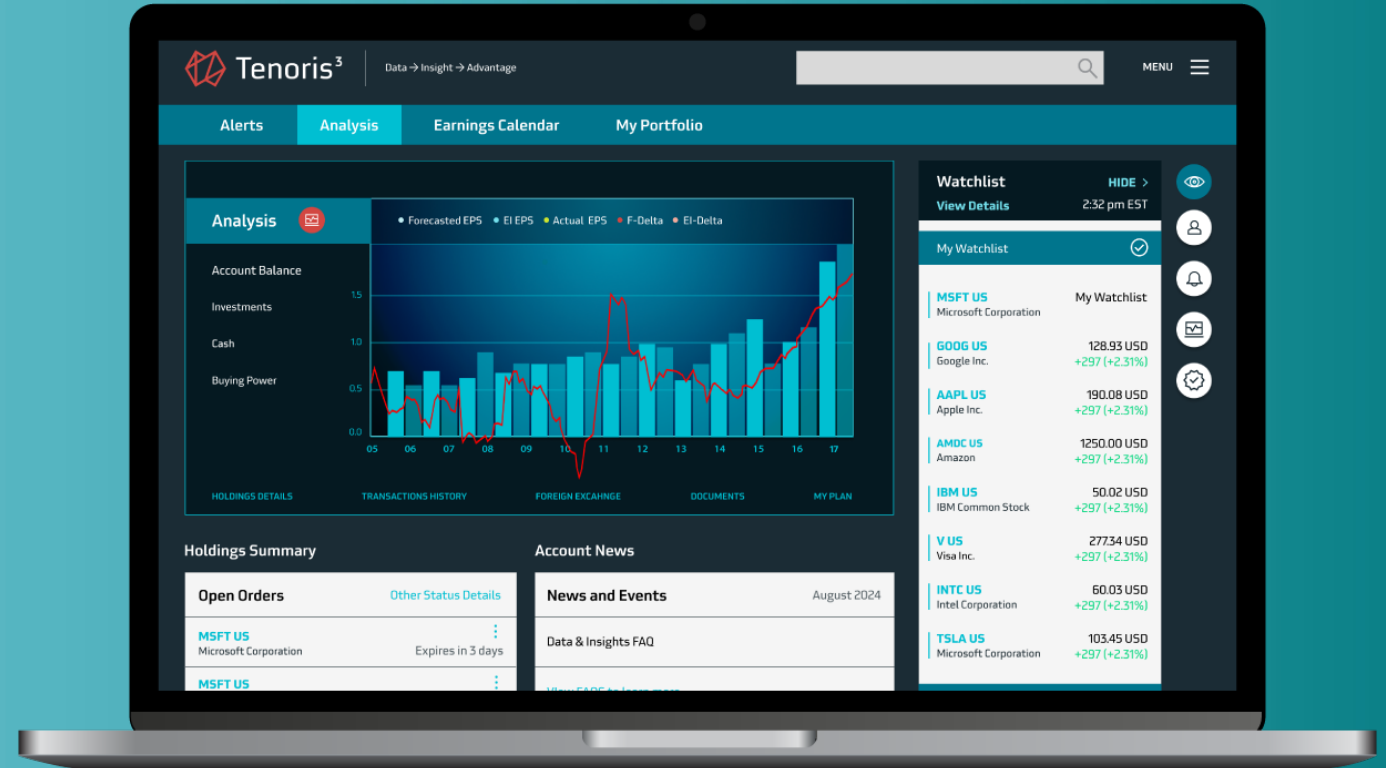 Tenoris³
Data → Insight → Advantage
MENU
Alerts
Analysis
Earnings Calendar
My Portfolio
Analysis
Account Balance
Investments
Cash
Buying Power
Forecasted EPS
EI EPS
Actual EPS
F-Delta
EI-Delta
1.5
1.0
0.5
0.0
05 06 07 08 09 10 11 12 13 14 15 16 17
HOLDINGS DETAILS
TRANSACTIONS HISTORY
FOREIGN EXCAHNGE
DOCUMENTS
MY PLAN
Watchlist
HIDE >
View Details
2:32 pm EST
My Watchlist
MSFT US My Watchlist
Microsoft Corporation
GOOG US 128.93 USD
Google Inc. +297 (+2.31%)
AAPL US 190.08 USD
Apple Inc. +297 (+2.31%)
AMDC US 1250.00 USD
Amazon +297 (+2.31%)
IBM US 50.02 USD
IBM Common Stock +297 (+2.31%)
V US 277.34 USD
Visa Inc. +297 (+2.31%)
INTC US 60.03 USD
Intel Corporation +297 (+2.31%)
TSLA US 103.45 USD
Microsoft Corporation +297 (+2.31%)
Holdings Summary
Open Orders
Other Status Details
MSFT US
Microsoft Corporation
Expires in 3 days
MSFT US
Account News
News and Events
August 2024
Data & Insights FAQ